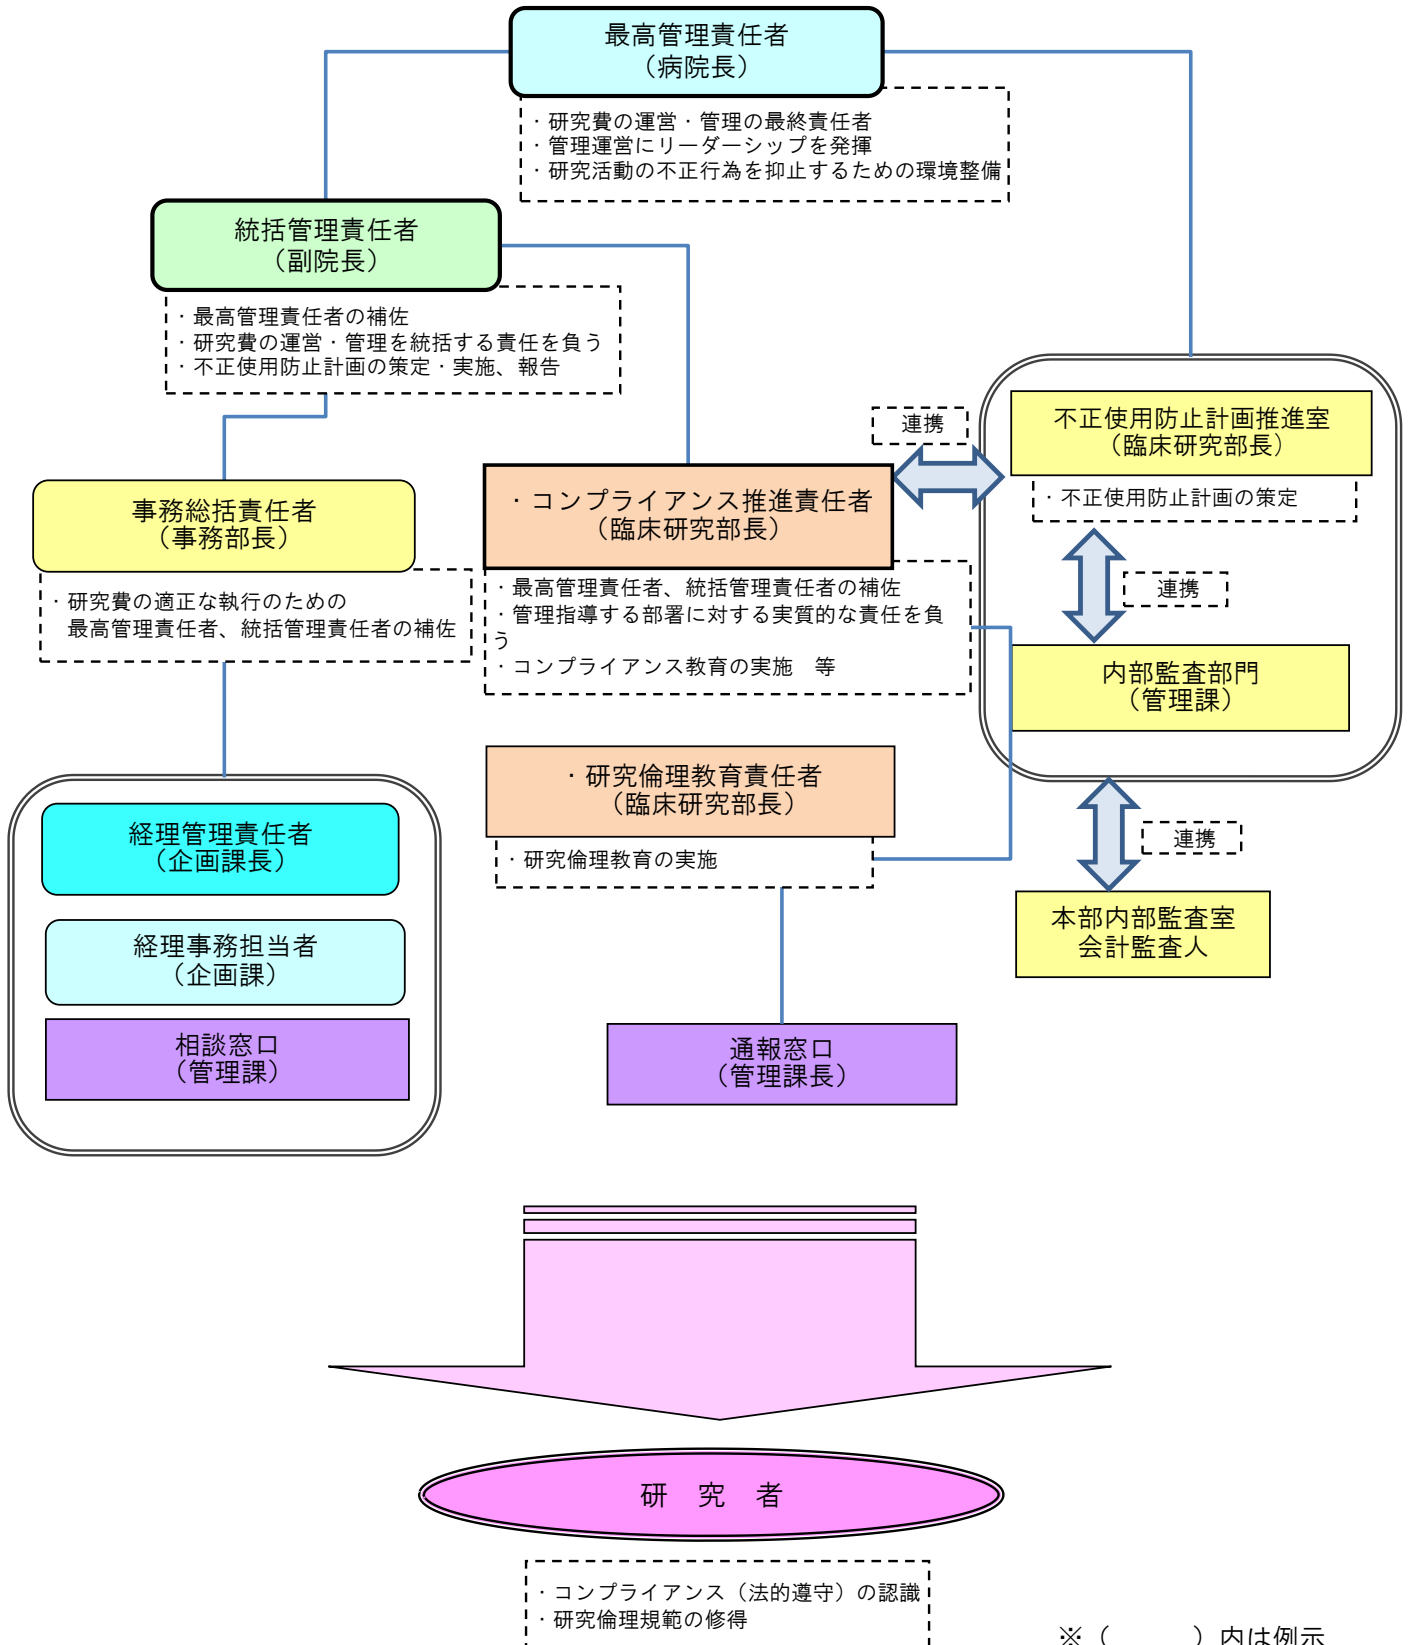 最高管理責任者
（病院長）
・研究費の運営・管理の最終責任者
・管理運営にリーダーシップを発揮
・研究活動の不正行為を抑止するための環境整備
統括管理責任者
（副院長）
・最高管理責任者の補佐
・研究費の運営・管理を統括する責任を負う
・不正使用防止計画の策定・実施、報告
連携
不正使用防止計画推進室
（臨床研究部長）
・不正使用防止計画の策定
事務総括責任者
（事務部長）
・研究費の適正な執行のための
最高管理責任者、統括管理責任者の補佐
・コンプライアンス推進責任者
（臨床研究部長）
・最高管理責任者、統括管理責任者の補佐
・管理指導する部署に対する実質的な責任を負
う
・コンプライアンス教育の実施　等
連携
内部監査部門
（管理課）
・研究倫理教育責任者
（臨床研究部長）
・研究倫理教育の実施
連携
本部内部監査室
会計監査人
経理管理責任者
（企画課長）
経理事務担当者
（企画課）
相談窓口
（管理課）
通報窓口
（管理課長）
研　究　者
・コンプライアンス（法的遵守）の認識
・研究倫理規範の修得
※（　　　）内は例示